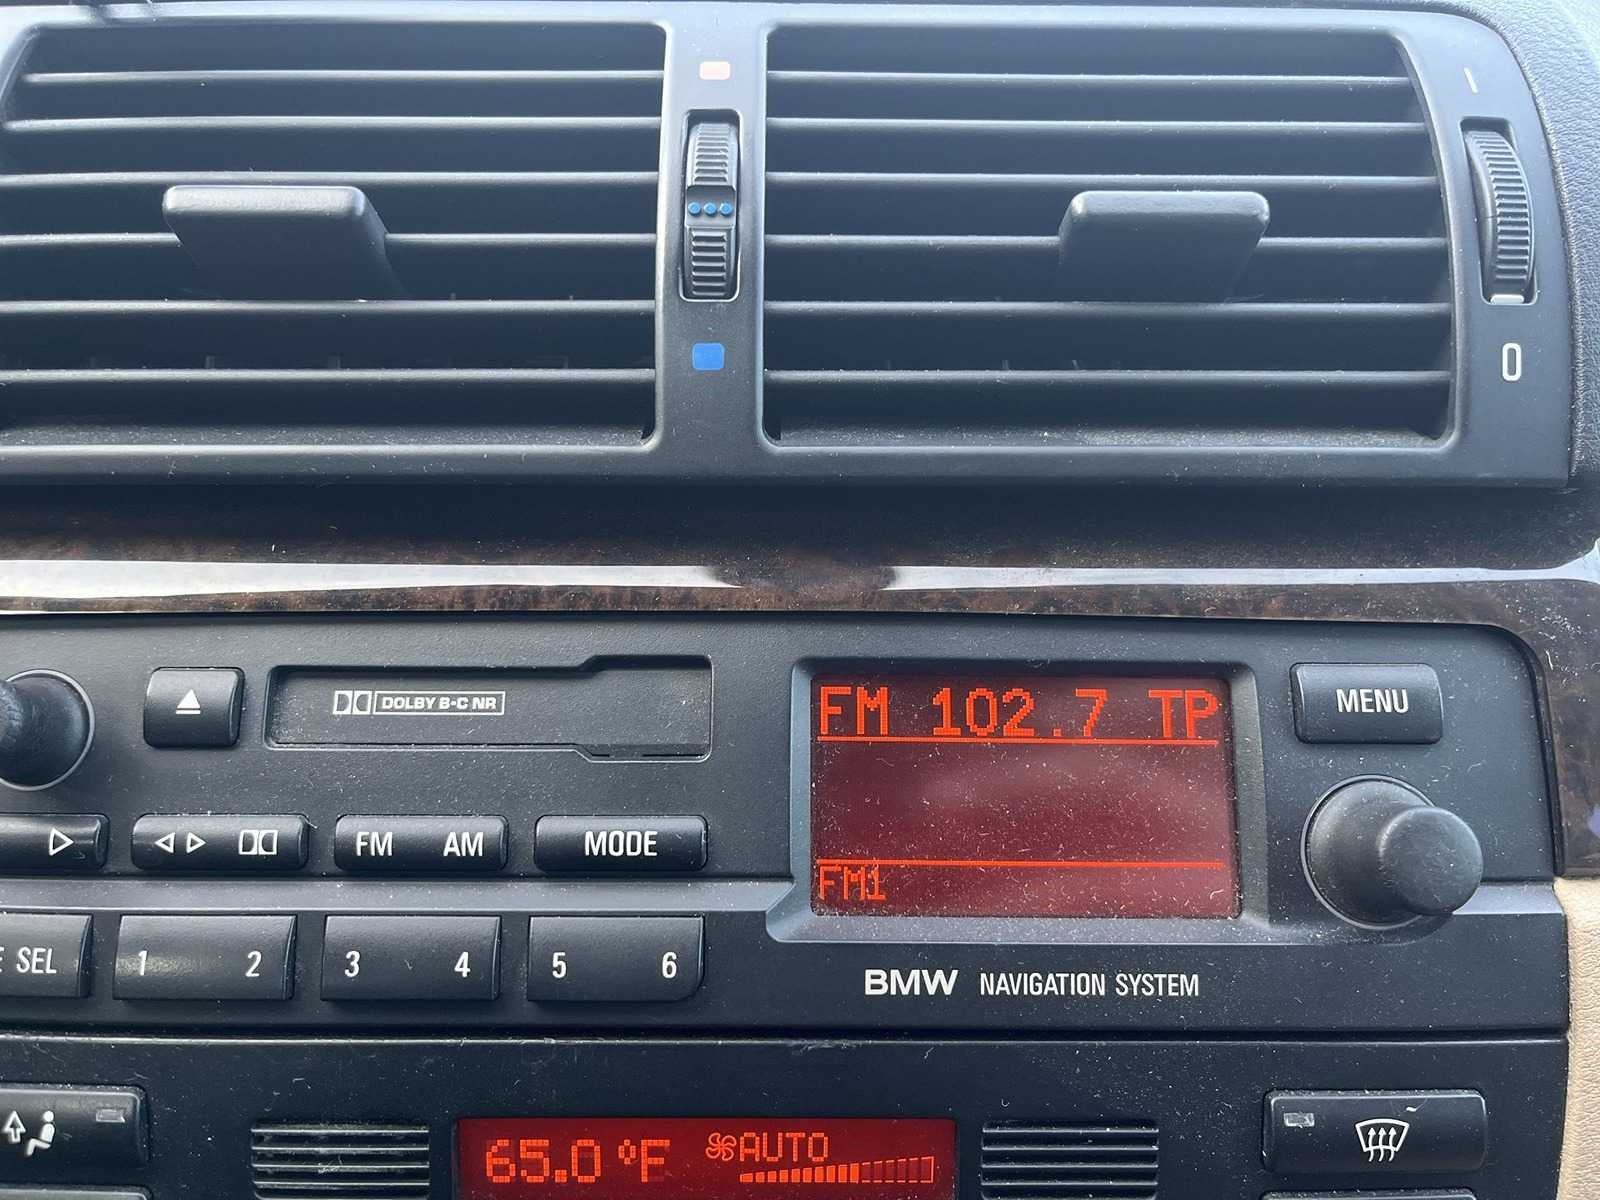 0
DOLBY B-C NR
FM 102.7 TP
MENU
FM AM
MODE
FM1
SEL
1 2
3 4
5 6
BMW NAVIGATION SYSTEM
65.0 °F
AUTO